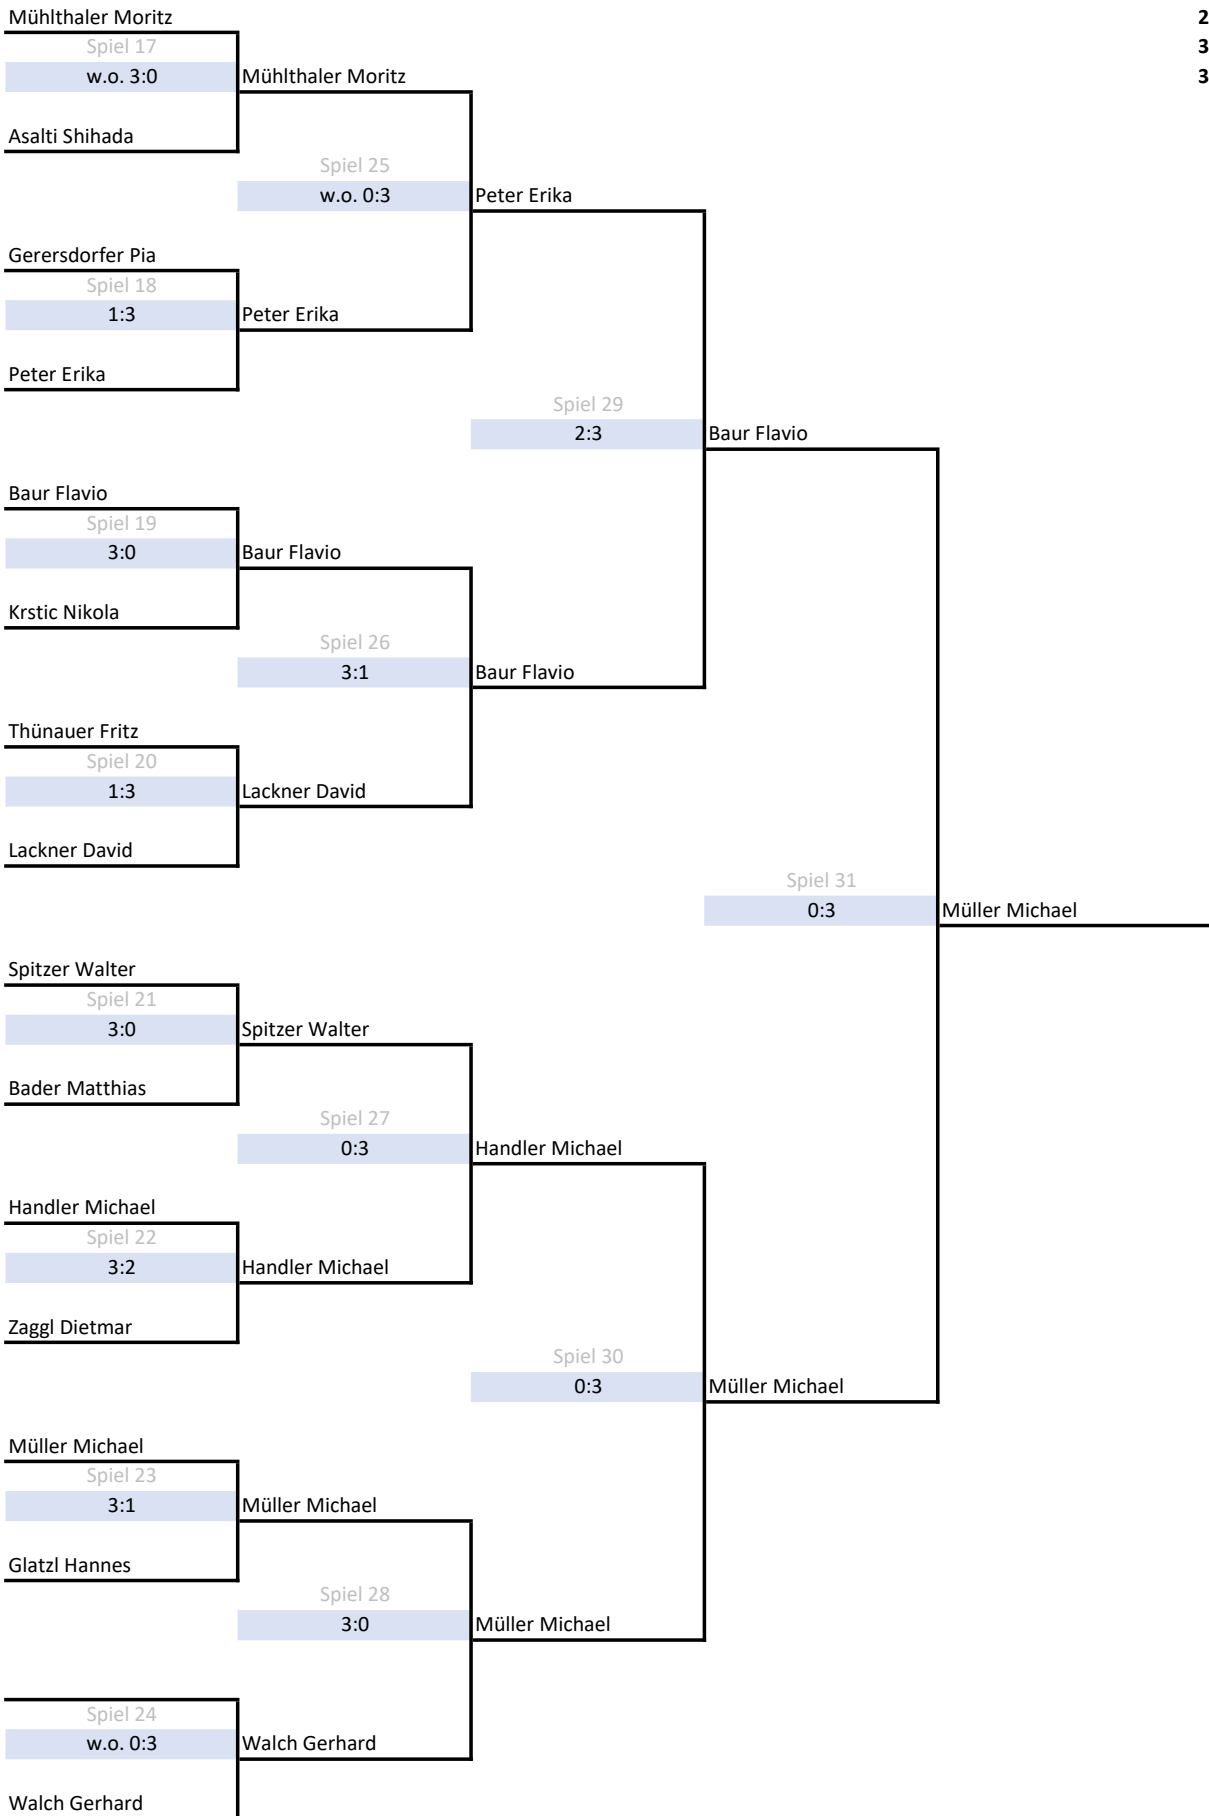 Mühlthaler Moritz
2
Spiel 17
3
w.o. 3:0
Mühlthaler Moritz
3
Asalti Shihada
Spiel 25
w.o. 0:3
Peter Erika
Gerersdorfer Pia
Spiel 18
1:3
Peter Erika
Peter Erika
Spiel 29
2:3
Baur Flavio
Baur Flavio
Spiel 19
3:0
Baur Flavio
Krstic Nikola
Spiel 26
3:1
Baur Flavio
Thünauer Fritz
Spiel 20
1:3
Lackner David
Lackner David
Spiel 31
0:3
Müller Michael
Spitzer Walter
Spiel 21
3:0
Spitzer Walter
Bader Matthias
Spiel 27
0:3
Handler Michael
Handler Michael
Spiel 22
3:2
Handler Michael
Zaggl Dietmar
Spiel 30
0:3
Müller Michael
Müller Michael
Spiel 23
3:1
Müller Michael
Glatzl Hannes
Spiel 28
3:0
Müller Michael
Spiel 24
w.o. 0:3
Walch Gerhard
Walch Gerhard